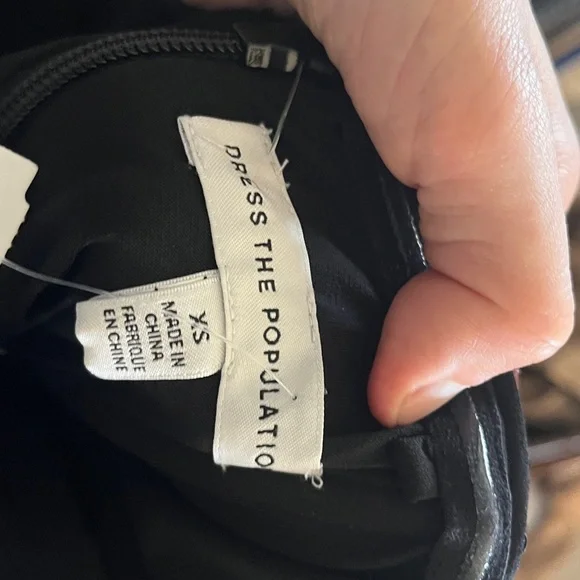 DRESS THE POPULATIO
XS
MADE IN
CHINA
FABRIQUE
EN CHINE